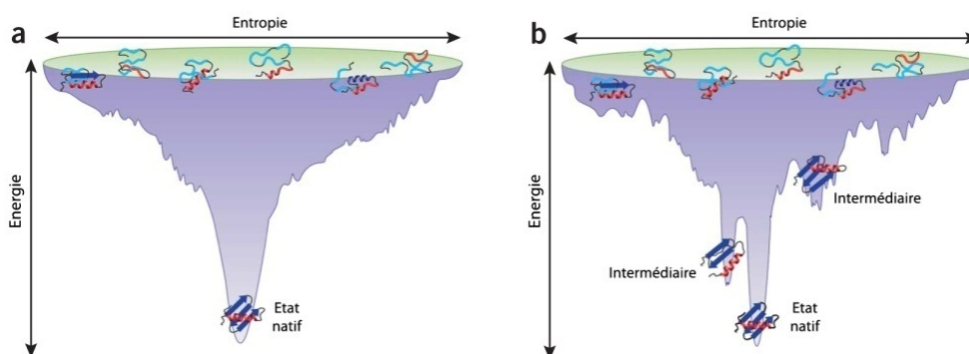 a
Entropie
Energie
Etat
natif
b
Entropie
Energie
Intermédiaire
Intermédiaire
Etat
natif